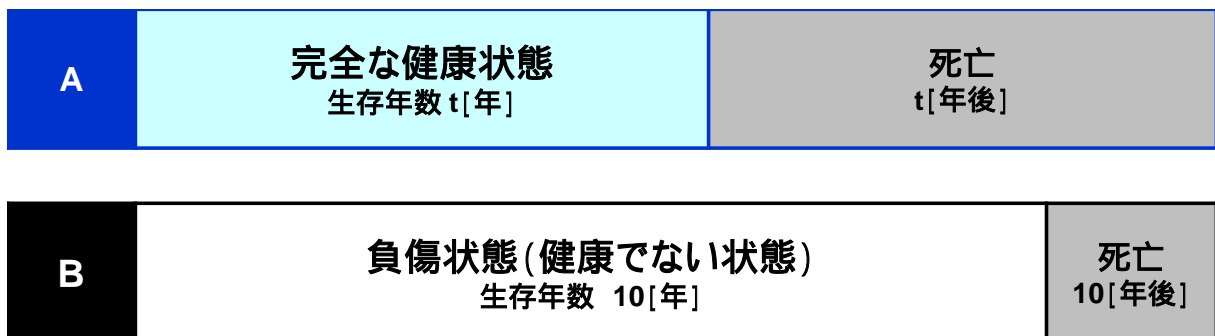 A
完全な健康状態
生存年数 t[年]
死亡
t[年後]
B
負傷状態(健康でない状態)
生存年数 10[年]
死亡
10[年後]